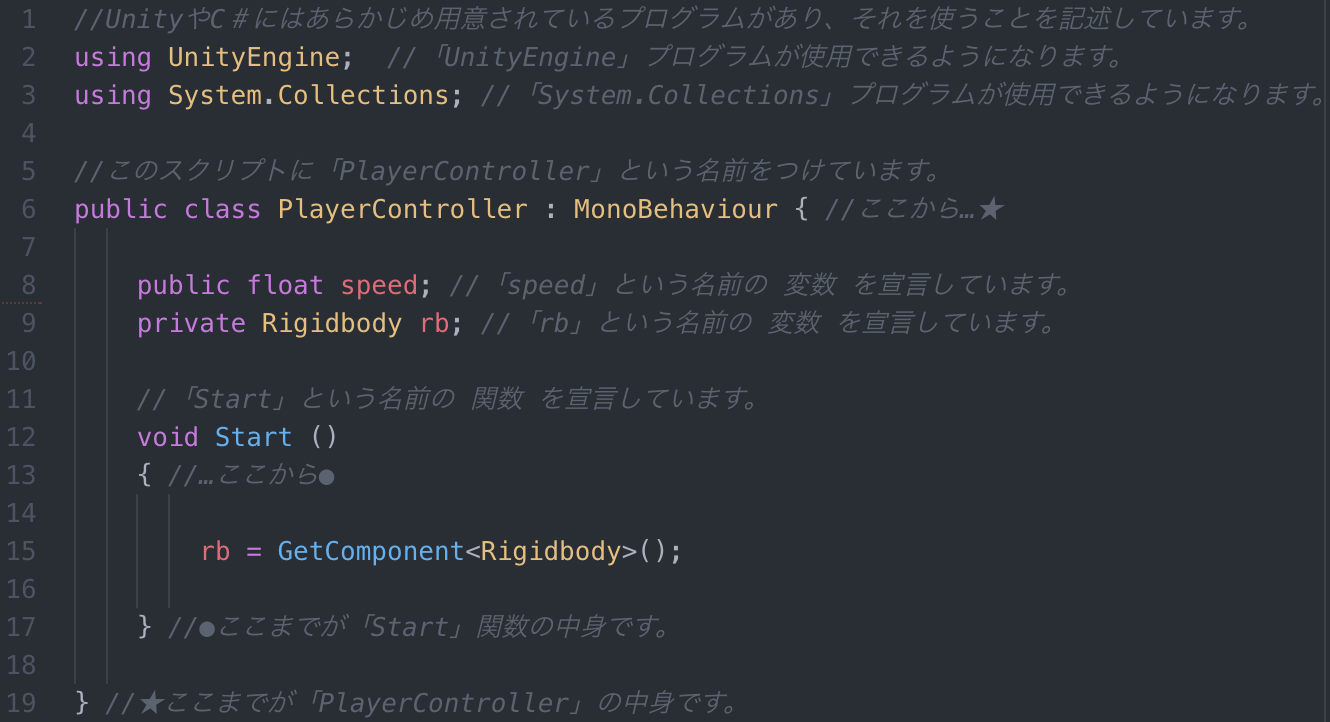 1 //UnityやC＃にはあらかじめ用意されているプログラムがあり、それを使うことを記述しています。
2 using UnityEngine; //「UnityEngine」プログラムが使用できるようになります。
3 using System.Collections; //「System.Collections」プログラムが使用できるようになります。
4
5 //このスクリプトに「PlayerController」という名前をつけています。
6 public class PlayerController : MonoBehaviour { //ここから…★
7
8 public float speed; //「speed」という名前の 変数 を宣言しています。
9 private Rigidbody rb; //「rb」という名前の 変数 を宣言しています。
10
11 //「Start」という名前の 関数 を宣言しています。
12 void Start ()
13 { //…ここから●
14
15 rb = GetComponent<Rigidbody>();
16
17 } //●ここまでが「Start」関数の中身です。
18
19 } //★ここまでが「PlayerController」の中身です。